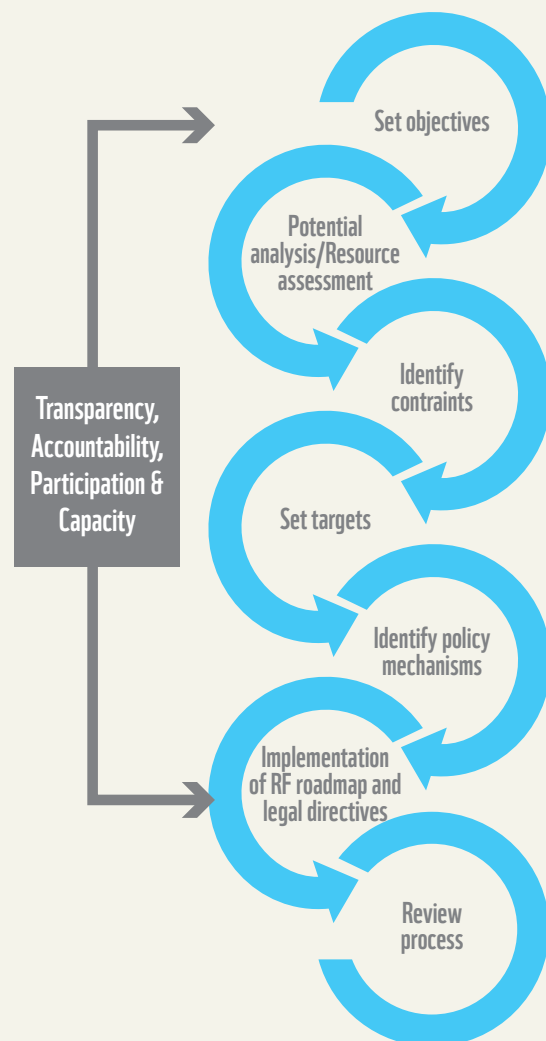 Set objectives
Potential
analysis/Resource
assessment
Identify
contraints
Transparency,
Accountability,
Participation &
Capacity
Set targets
Identify policy
mechanisms
Implementation
of RF roadmap and
legal directives
Review
process